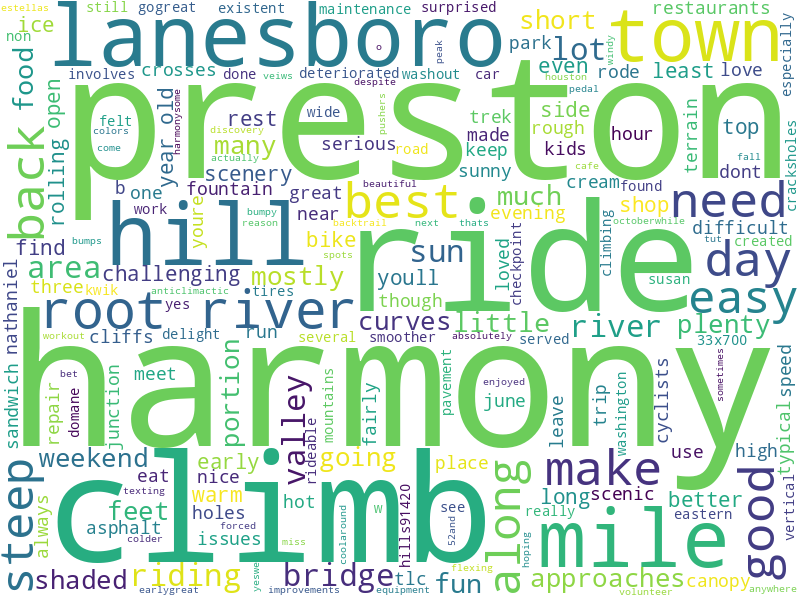 estellas
still
gogreat
existent
maintenance
surprised
restaurants
non
ice
lanesboro
short
park
lot
town
windy
especially
food
involves
crosses
done
veiws
deteriorated
washout
car
peak
even
rode
least
love
back
open
rolling
felt
colors
come
year old
harmonysome
discovery
actually
rest
many
preston
despite
wide
serious
road
pushers
trek
made
keep
houston
pedal
side
rough
kids
cafe
hour
terrain
top
fall
dont
cracksholes
b
one
work
fountain
scenery
great
near
beautiful
best
sunny
much
evening
cream
shop
found
need
difficult
octoberwhile
tut
created
find
bumps
hill
youre
bumpy
reason
bike
backtrail
spots
sun
next
thats
loved
checkpoint
ride
climbing
day
susan
nathaniel
area
three
kwik
challenging
anticlimactic
mostly
youll
though
easy
root river
yes
tires
cliffs
delight
run
several
curves
smoother
little
absolutely
served
river
plenty
33x700
speed
typical
sandwich
workout
bet
repair
domane
junction
meet
portion
valley
rideable
mountains
fairly
harmony
enjoyed
june
pavement
trip
leave
washington
cyclists
sometimes
use
high
vertical
steep
weekend
eat
texting
early
nice
going
place
climb
make
long
scenic
better
eastern
good
always
feet
asphalt
colder
forced
warm
holes
issues
hot
miss
coolaround
w
hills91420
see
52and
along
really
hoping
mile
shaded
riding
earlygreat
improvements
yeswe
bridge
equipment
tlc
flexing
fun
approaches
volunteer
canopy
anywhere